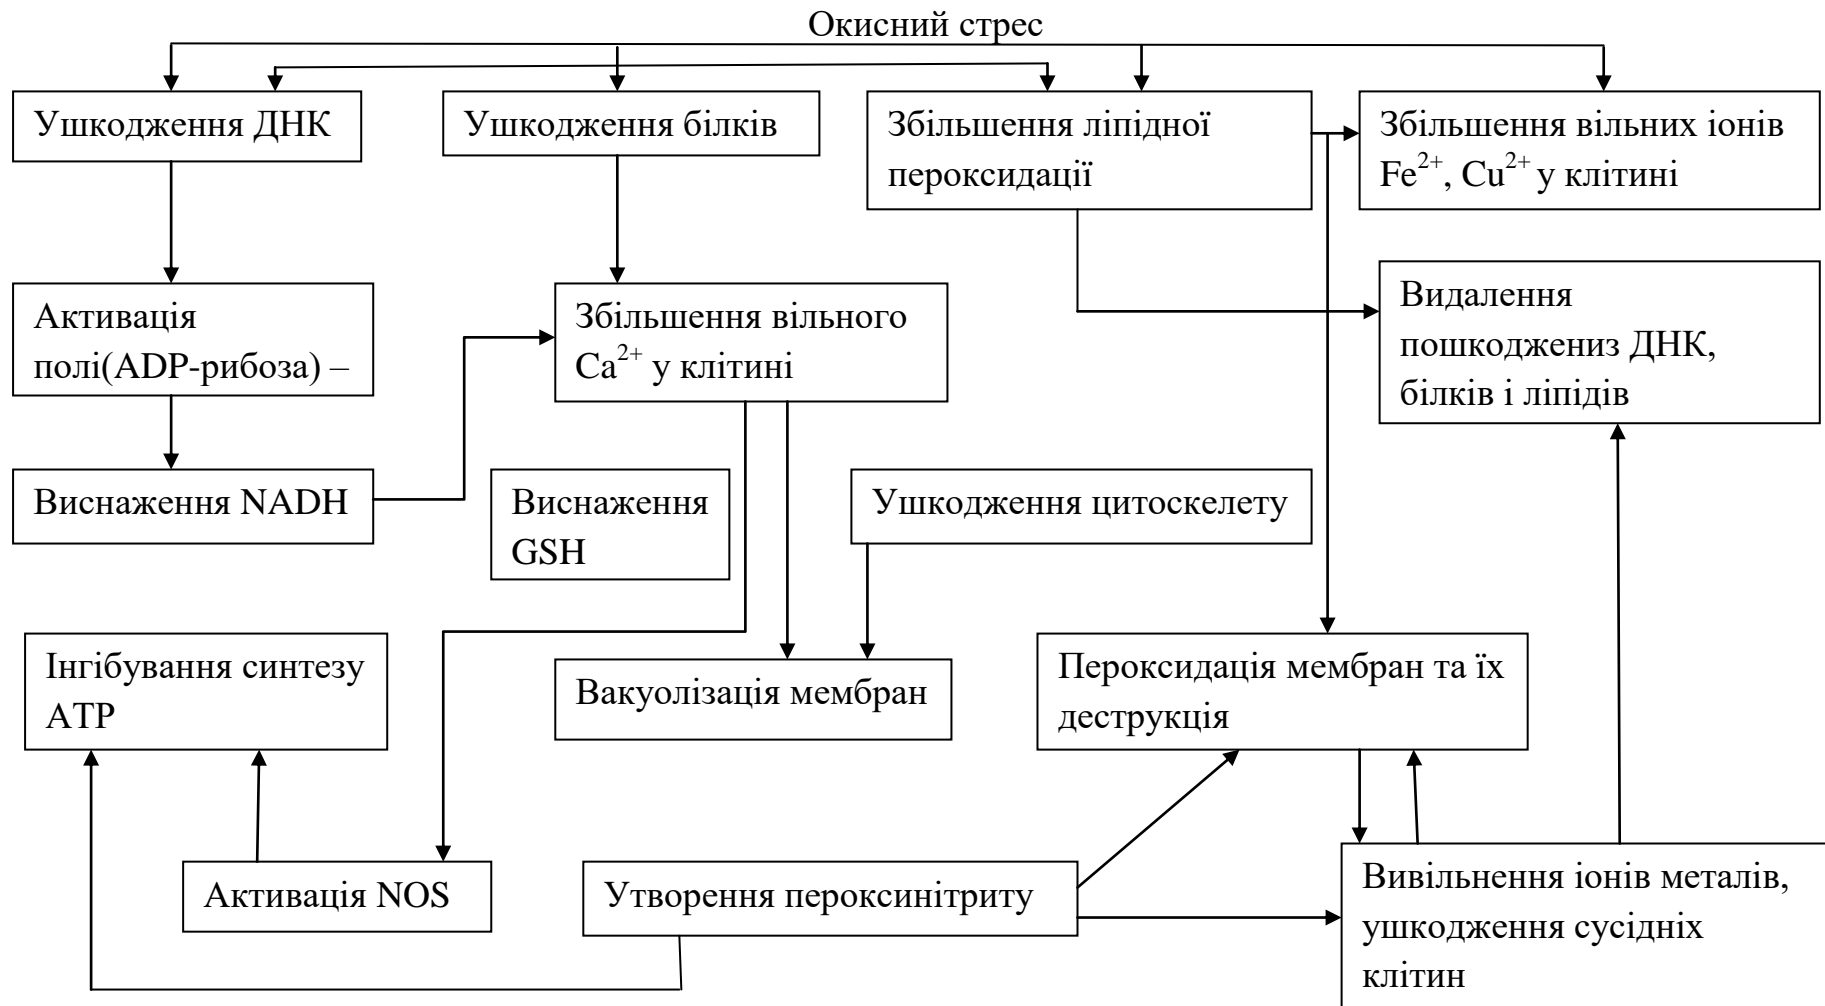 Окисний стрес
Ушкодження ДНК
Ушкодження білків
Збільшення ліпідної
пероксидації
Збільшення вільних іонів
Fe²⁺, Cu²⁺ у клітині
Активація
полі(ADP-рибоза) –
Збільшення вільного
Ca²⁺ у клітині
Видалення
пошкоджениз ДНК,
білків і ліпідів
Виснаження NADH
Виснаження
GSH
Ушкодження цитоскелету
Інгібування синтезу
АТР
Вакуолізація мембран
Пероксидація мембран та їх
деструкція
Активація NOS
Утворення пероксинітриту
Вивільнення іонів металів,
ушкодження сусідніх
клітин